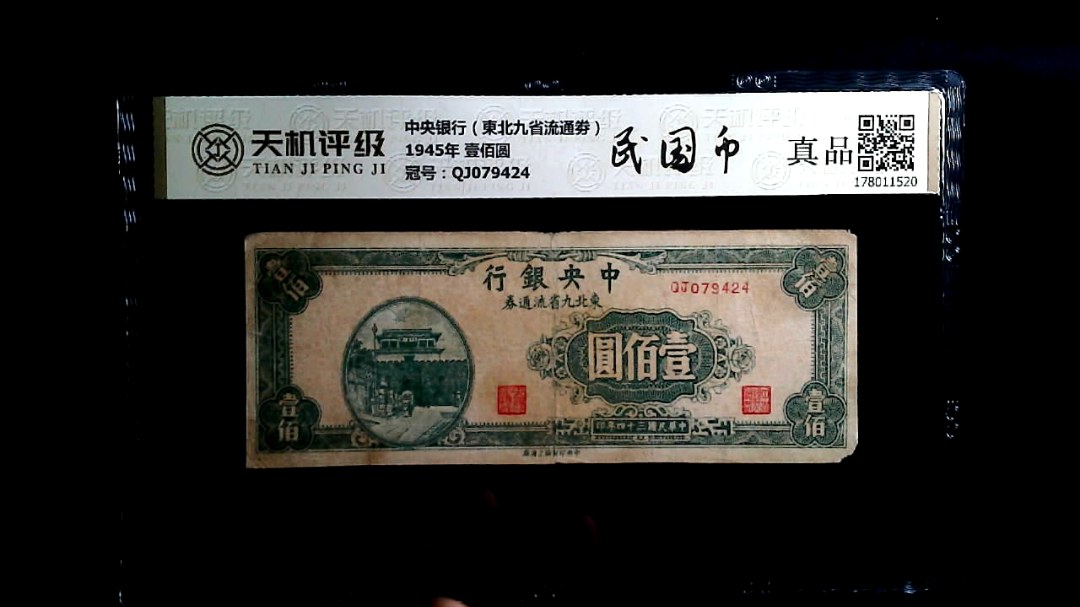 天机评级
TIAN JI PING JI
中央银行（東北九省流通券）
1945年 壹佰圆
冠号：QJ079424
民国币
真品
178011520
行銀央中
券通流省九北東
QJ079424
壹佰
壹佰
圓佰壹
印年四十三國民華中
壹佰
壹佰